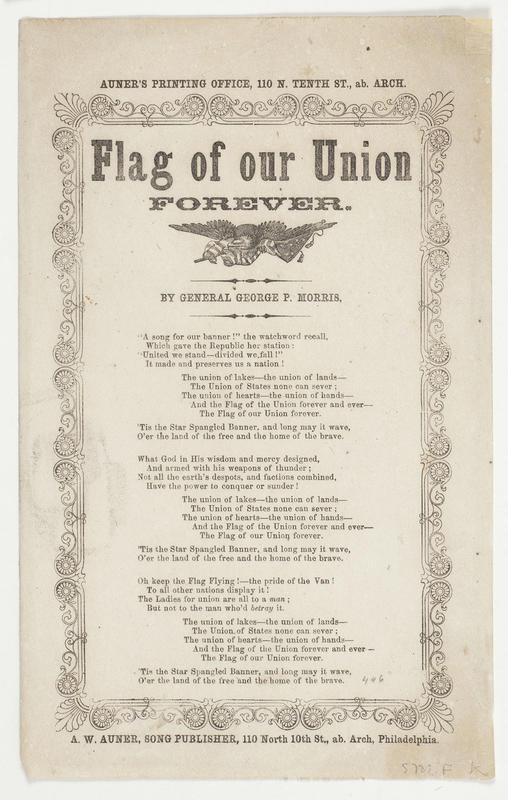 AUNER'S PRINTING OFFICE, 110 N. TENTH ST., ab. ARCH.
Flag of our Union
FOREVER.
BY GENERAL GEORGE P. MORRIS,
"A song for our banner!" the watchword recall,
Which gave the Republic her station:
"United we stand—divided we fall!"
It made and preserves us a nation!
The union of lakes—the union of lands—
The Union of States none can sever;
The union of hearts—the union of hands—
And the Flag of the Union forever and ever—
The Flag of our Union forever.
'Tis the Star Spangled Banner, and long may it wave,
O'er the land of the free and the home of the brave.
What God in His wisdom and mercy designed,
And armed with his weapons of thunder;
Not all the earth's despots, and factions combined,
Have the power to conquer or sunder!
The union of lakes—the union of lands—
The Union of States none can sever;
The union of hearts—the union of hands—
And the Flag of the Union forever and ever—
The Flag of our Union forever.
'Tis the Star Spangled Banner, and long may it wave,
O'er the land of the free and the home of the brave.
Oh keep the Flag Flying!—the pride of the Van!
To all other nations display it!
The Ladies for union are all to a man;
But not to the man who'd betray it.
The union of lakes—the union of lands—
The Union of States none can sever;
The union of hearts—the union of hands—
And the Flag of the Union forever and ever—
The Flag of our Union forever.
'Tis the Star Spangled Banner, and long may it wave,
O'er the land of the free and the home of the brave. 446
A. W. AUNER, SONG PUBLISHER, 110 North 10th St., ab. Arch, Philadelphia.